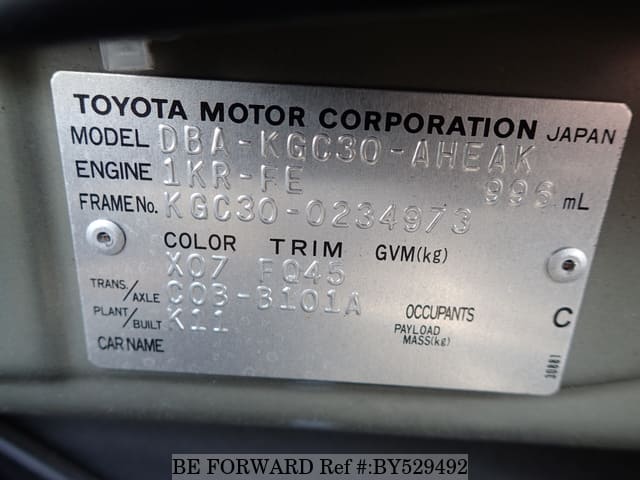 TOYOTA MOTOR CORPORATION JAPAN
MODEL DBA-KGC30-AHEAK
ENGINE 1KR-FE 996 mL
FRAME No. KGC30-0234973
COLOR TRIM GVM(kg)
X07 FQ45
TRANS./AXLE C03-B101A
PLANT/BUILT K11
OCCUPANTS
PAYLOAD MASS(kg)
C
CAR NAME
30881
BE FORWARD Ref #:BY529492